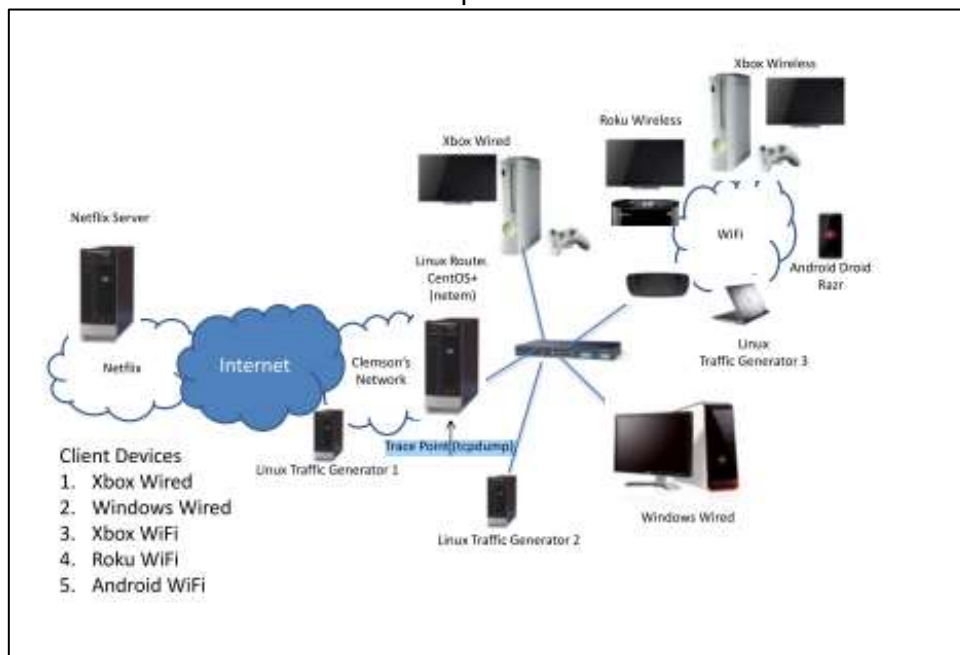 Xbox Wireless
Roku Wireless
Xbox Wired
Netflix Server
WiFi
Linux Route.
CentOS+
(netem)
Android Droid
Razr
Netflix
Internet
Clemson's
Network
Linux
Traffic Generator 3
Trace Point (tcpdump)
Linux Traffic Generator 1
Windows Wired
Linux Traffic Generator 2
Client Devices
1. Xbox Wired
2. Windows Wired
3. Xbox WiFi
4. Roku WiFi
5. Android WiFi